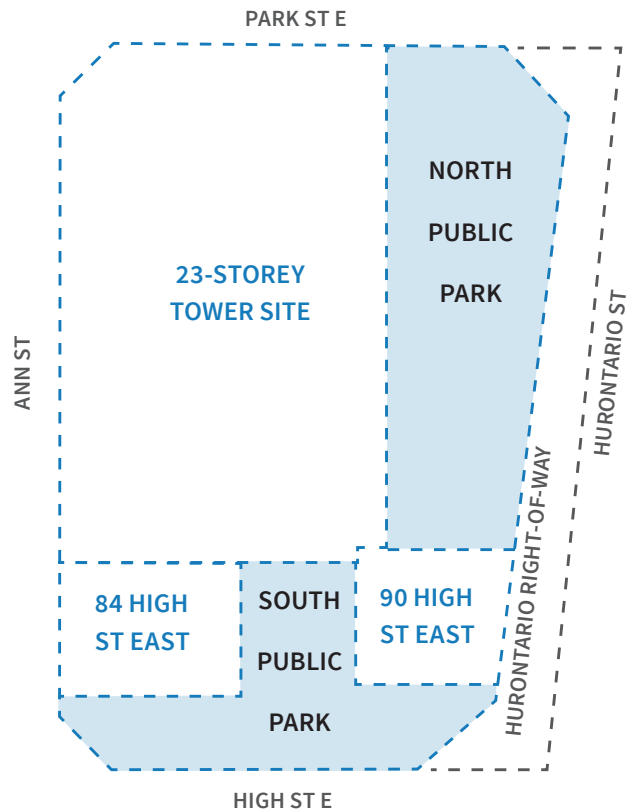 PARK ST E
NORTH
PUBLIC
PARK
23-STOREY
TOWER SITE
ANN ST
HURONTARIO ST
HURONTARIO RIGHT-OF-WAY
84 HIGH
ST EAST
SOUTH
PUBLIC
PARK
90 HIGH
ST EAST
HIGH ST E